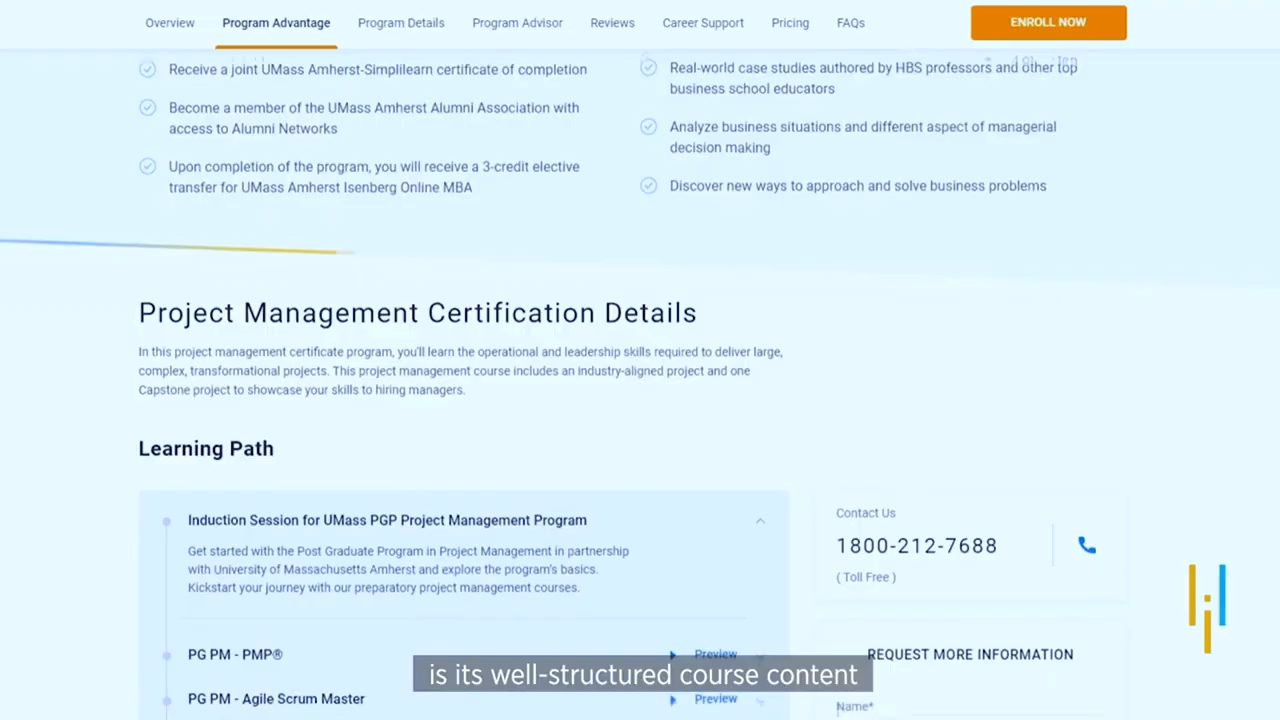 Overview Program Advantage Program Details Program Advisor Reviews Career Support Pricing FAQs ENROLL NOW
Receive a joint UMass Amherst-Simplilearn certificate of completion
Become a member of the UMass Amherst Alumni Association with
access to Alumni Networks
Upon completion of the program, you will receive a 3-credit elective
transfer for UMass Amherst Isenberg Online MBA
Real-world case studies authored by HBS professors and other top
business school educators
Analyze business situations and different aspect of managerial
decision making
Discover new ways to approach and solve business problems
Project Management Certification Details
In this project management certificate program, you'll learn the operational and leadership skills required to deliver large,
complex, transformational projects. This project management course includes an industry-aligned project and one
Capstone project to showcase your skills to hiring managers.
Learning Path
Induction Session for UMass PGP Project Management Program
Get started with the Post Graduate Program in Project Management in partnership
with University of Massachusetts Amherst and explore the program's basics.
Kickstart your journey with our preparatory project management courses.
PG PM - PMP® Preview
PG PM - Agile Scrum Master Preview
Contact Us
1800-212-7688
( Toll Free )
REQUEST MORE INFORMATION
Name*
is its well-structured course content